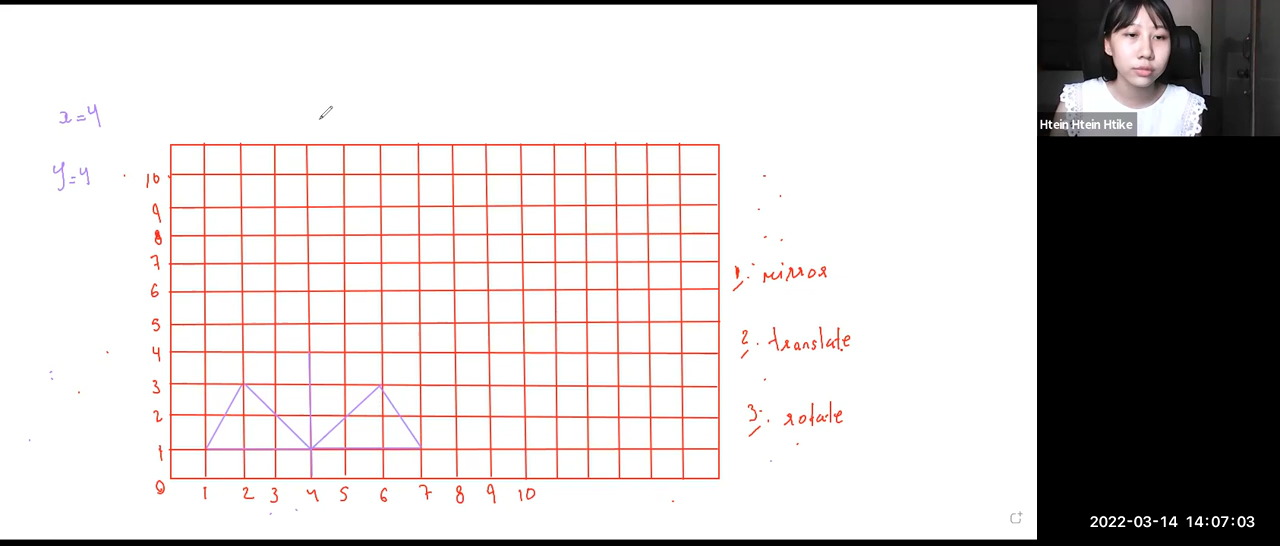 x=4
y=4
10
9
8
7
6
5
4
3
2
1
0
1 2 3 4 5 6 7 8 9 10
1. mirror
2. translate
3. rotate
Htein Htein Htike
2022-03-14 14:07:03